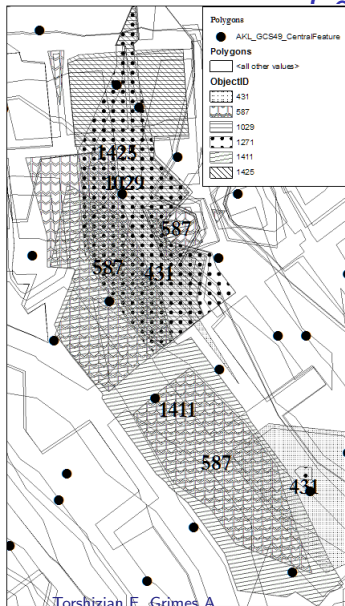 Polygons
AKL_GCS49_CentralFeature
Polygons
<all other values>
ObjectID
431
587
1029
1271
1411
1425
1425
1029
587
587
431
1411
587
431
Torshizian E, Grimes A